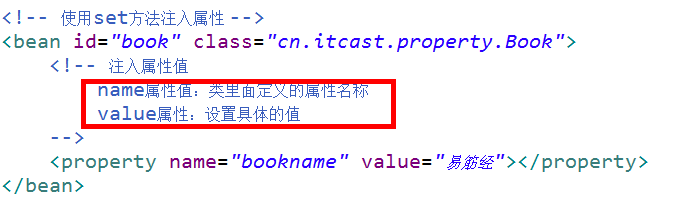 <!-- 使用set方法注入属性 -->
<bean id="book" class="cn.itcast.property.Book">
<!-- 注入属性值
name属性值：类里面定义的属性名称
value属性：设置具体的值
-->
<property name="bookname" value="易筋经"></property>
</bean>